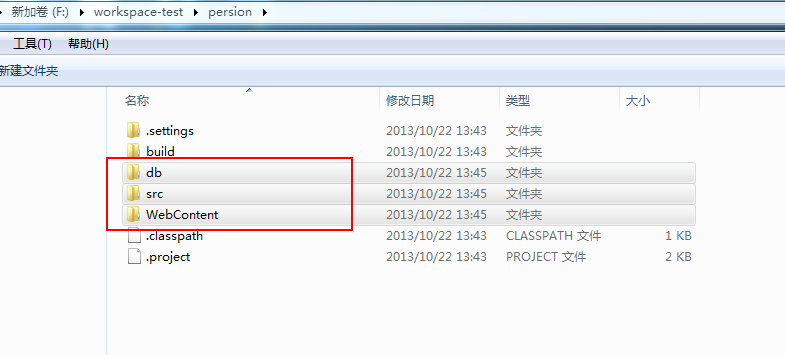 新加卷 (F:) workspace-test persion
工具(T) 帮助(H)
新建文件夹
名称 修改日期 类型 大小
.settings 2013/10/22 13:43 文件夹
build 2013/10/22 13:43 文件夹
db 2013/10/22 13:45 文件夹
src 2013/10/22 13:45 文件夹
WebContent 2013/10/22 13:45 文件夹
.classpath 2013/10/22 13:43 CLASSPATH 文件 1 KB
.project 2013/10/22 13:43 PROJECT 文件 2 KB